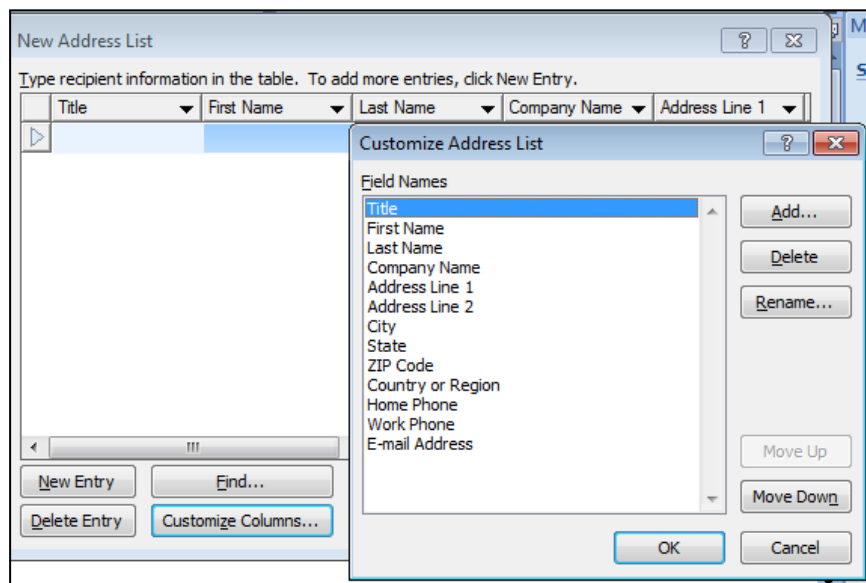 New Address List
Type recipient information in the table. To add more entries, click New Entry.
Title First Name Last Name Company Name Address Line 1
Customize Address List
Field Names
Title
First Name
Last Name
Company Name
Address Line 1
Address Line 2
City
State
ZIP Code
Country or Region
Home Phone
Work Phone
E-mail Address
Add...
Delete
Rename...
Move Up
Move Down
OK Cancel
New Entry Find...
Delete Entry Customize Columns...